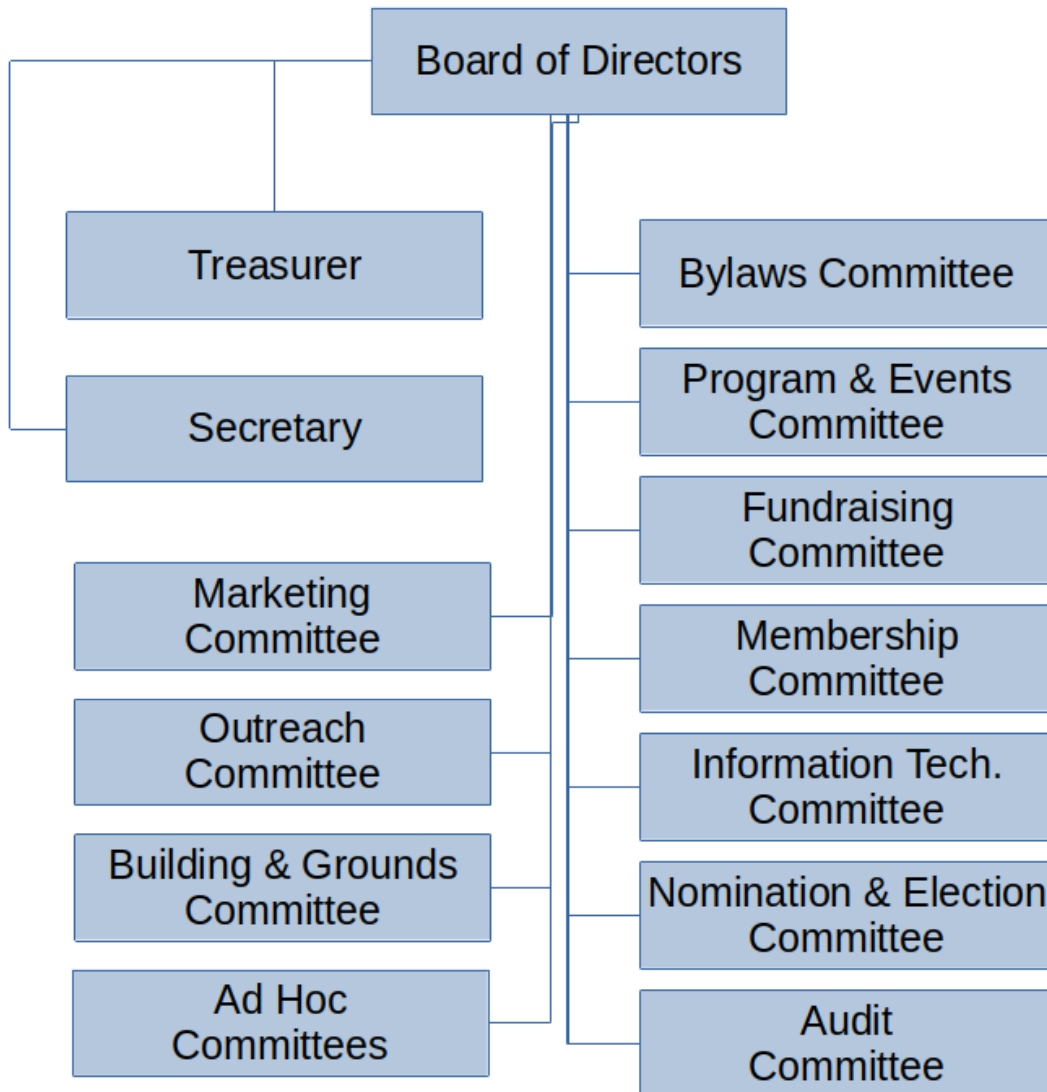 Board of Directors
Treasurer
Secretary
Marketing
Committee
Outreach
Committee
Building & Grounds
Committee
Ad Hoc
Committees
Bylaws Committee
Program & Events
Committee
Fundraising
Committee
Membership
Committee
Information Tech.
Committee
Nomination & Election
Committee
Audit
Committee